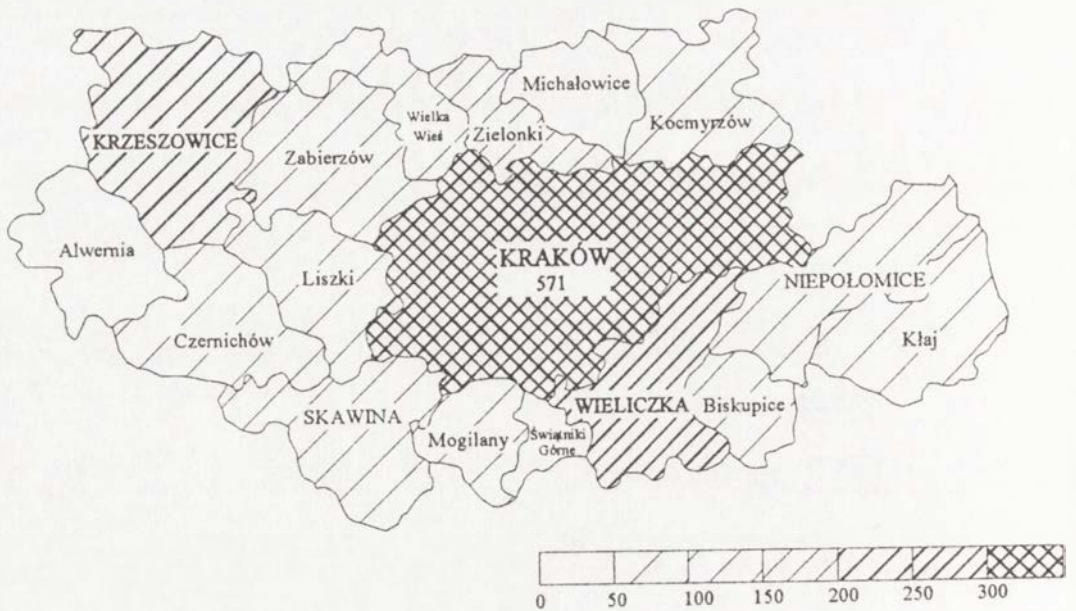 Michałowice
Wielka
Wieś
Zielonki
Kocmyrzów
KRZESZOWICE
Zabierzów
Alwernia
Liszki
KRAKÓW
571
NIEPOŁOMICE
Czernichów
Kłaj
SKAWINA
Mogilany
Świątniki
Górne
WIELICZKA
Biskupice
0 50 100 150 200 250 300